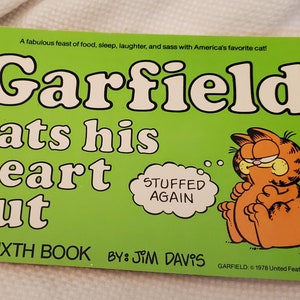 A fabulous feast of food, sleep, laughter, and sass with America's favorite cat!
Garfield
ats his
eart
ut
STUFFED
AGAIN
IXTH BOOK BY: JIM DAVIS
GARFIELD: © 1978 United Feat